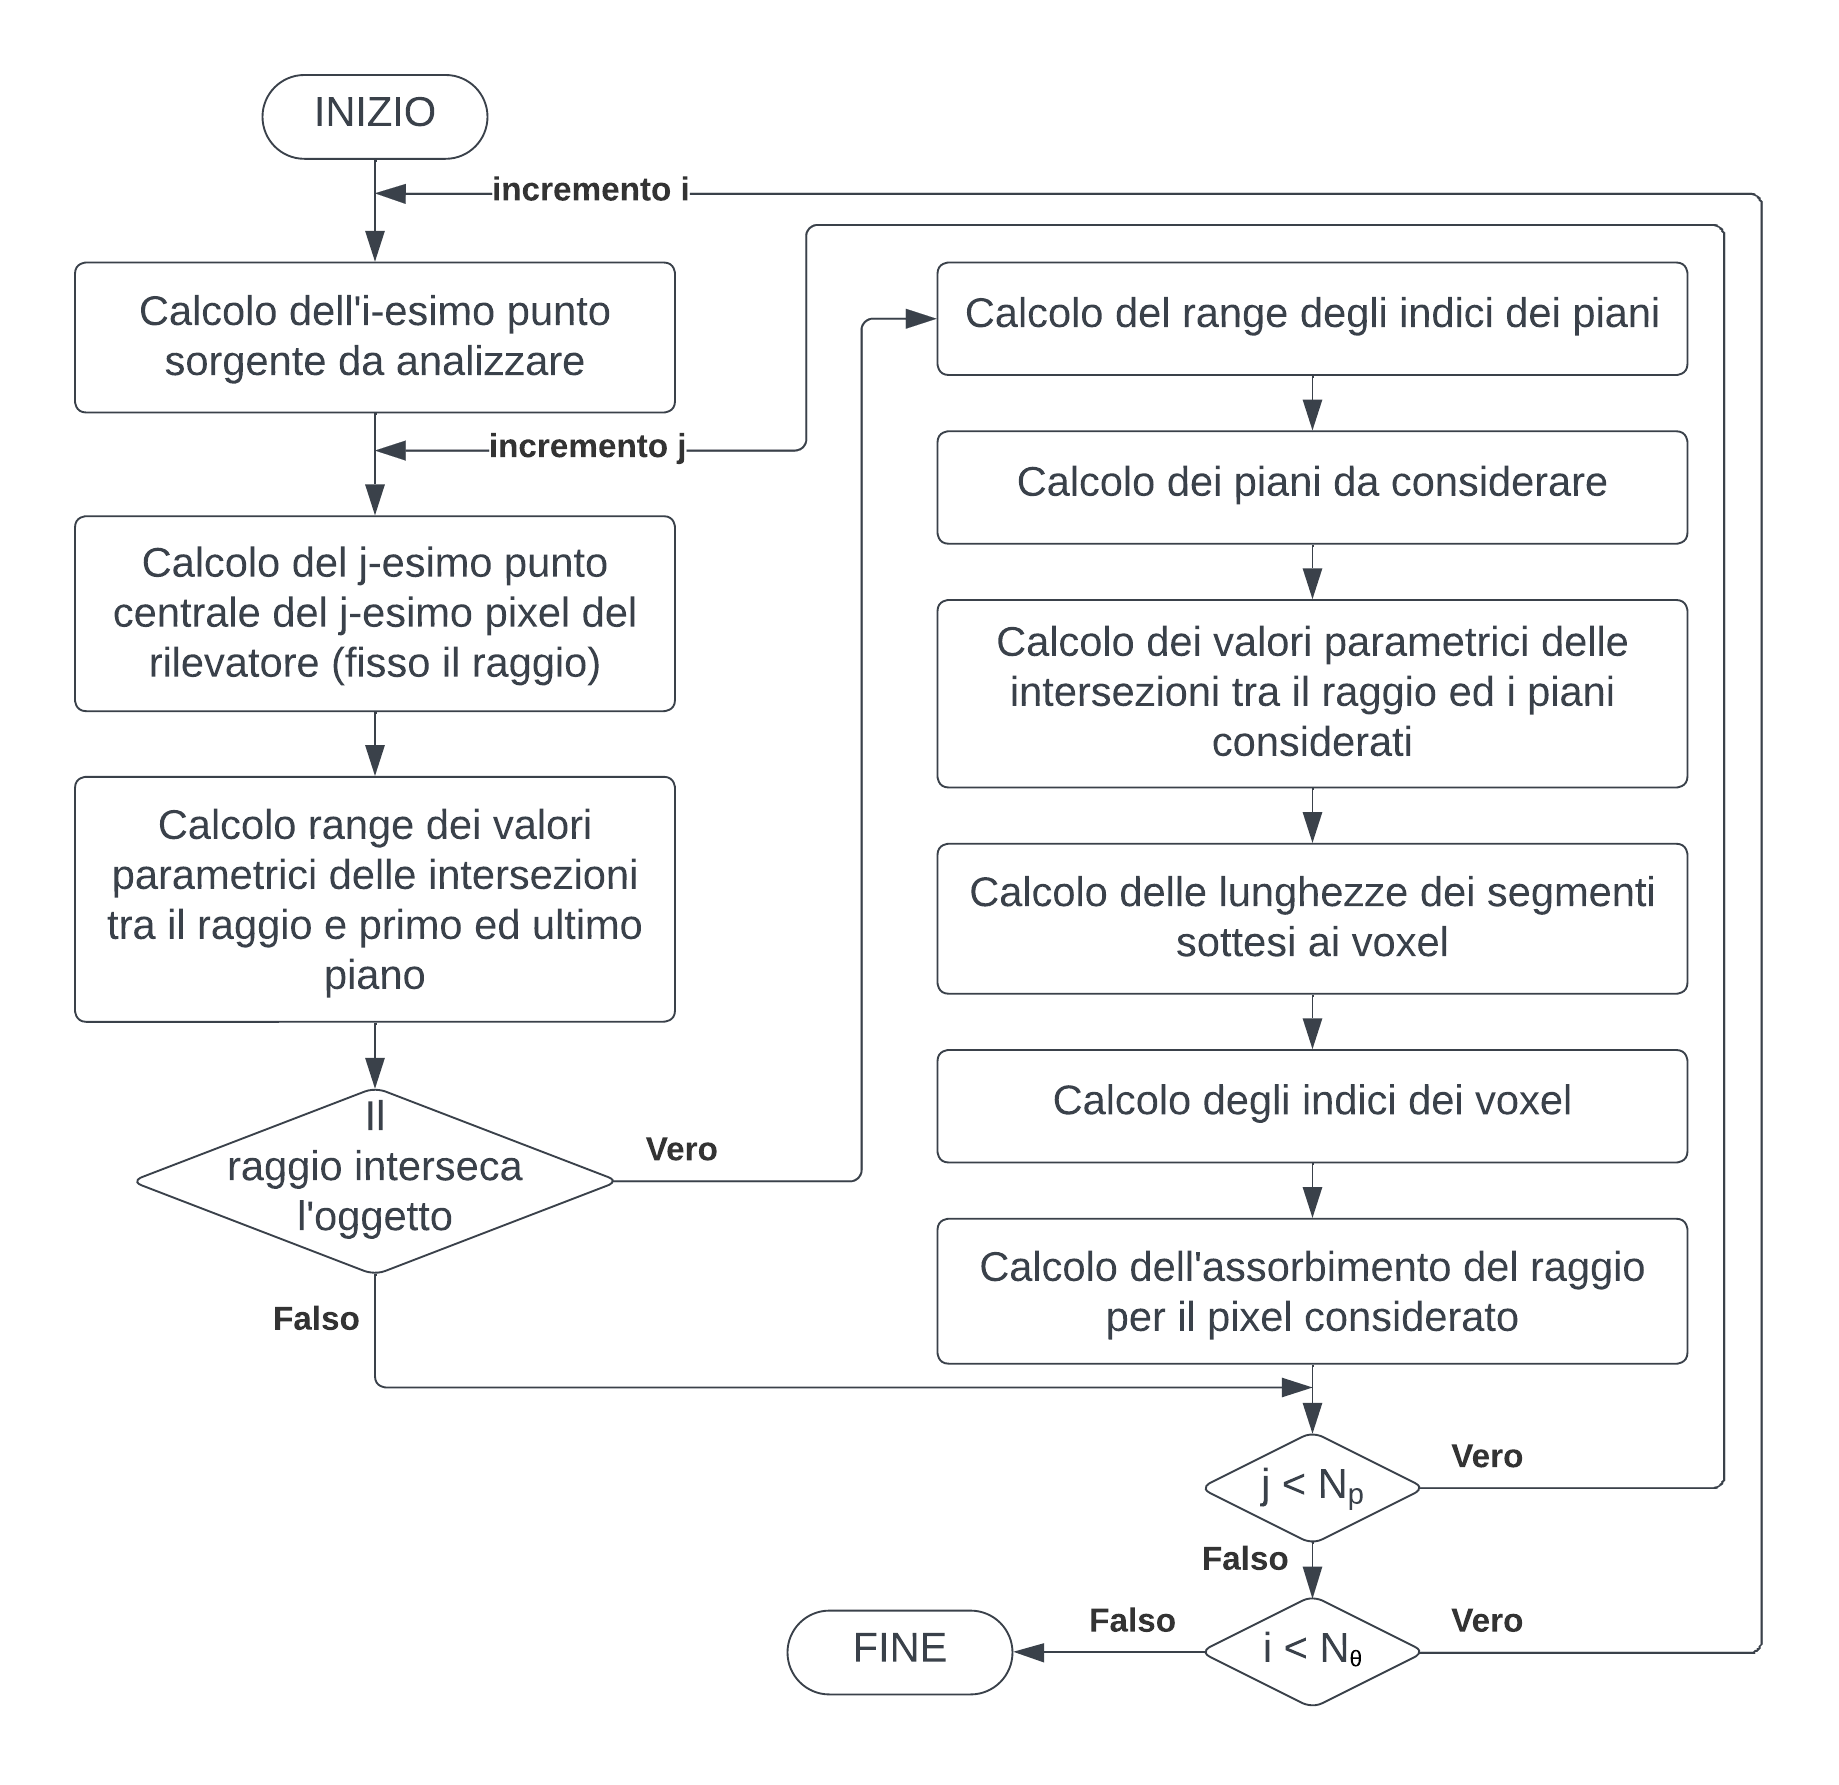 INIZIO
incremento i
Calcolo dell'i-esimo punto
sorgente da analizzare
incremento j
Calcolo del j-esimo punto
centrale del j-esimo pixel del
rilevatore (fisso il raggio)
Calcolo range dei valori
parametrici delle intersezioni
tra il raggio e primo ed ultimo
piano
Il
raggio interseca
l'oggetto
Vero
Falso
Calcolo del range degli indici dei piani
Calcolo dei piani da considerare
Calcolo dei valori parametrici delle
intersezioni tra il raggio ed i piani
considerati
Calcolo delle lunghezze dei segmenti
sottesi ai voxel
Calcolo degli indici dei voxel
Calcolo dell'assorbimento del raggio
per il pixel considerato
j < Np
Vero
Falso
i < Nθ
Vero
Falso
FINE